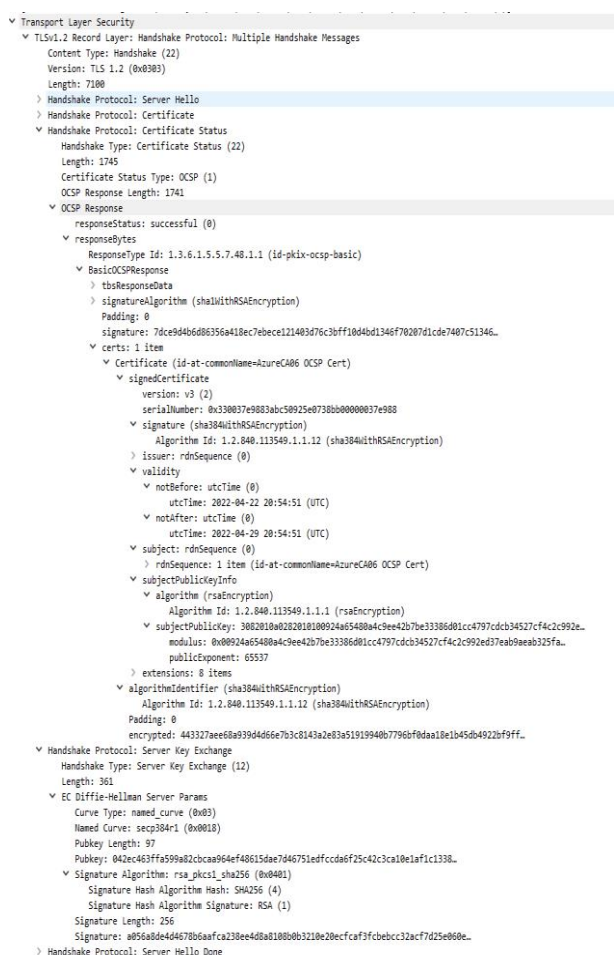 Transport Layer Security
TLSv1.2 Record Layer: Handshake Protocol: Multiple Handshake Messages
Content Type: Handshake (22)
Version: TLS 1.2 (0x0303)
Length: 7100
Handshake Protocol: Server Hello
Handshake Protocol: Certificate
Handshake Protocol: Certificate Status
Handshake Type: Certificate Status (22)
Length: 1745
Certificate Status Type: OCSP (1)
OCSP Response Length: 1741
OCSP Response
responseStatus: successful (0)
responseBytes
ResponseType Id: 1.3.6.1.5.5.7.48.1.1 (id-pkix-ocsp-basic)
BasicOCSPResponse
tbsResponseData
signatureAlgorithm (sha1WithRSAEncryption)
Padding: 0
signature: 7dce9d4b6d86356a418ec7ebece121403d76c3bff10d4bd1346f70207d1cde7407c51346…
certs: 1 item
Certificate (id-at-commonName=AzureCA06 OCSP Cert)
signedCertificate
version: v3 (2)
serialNumber: 0x330037e9883abc50925e0738bb00000037e988
signature (sha384WithRSAEncryption)
Algorithm Id: 1.2.840.113549.1.1.12 (sha384WithRSAEncryption)
issuer: rdnSequence (0)
validity
notBefore: utcTime (0)
utcTime: 2022-04-22 20:54:51 (UTC)
notAfter: utcTime (0)
utcTime: 2022-04-29 20:54:51 (UTC)
subject: rdnSequence (0)
rdnSequence: 1 item (id-at-commonName=AzureCA06 OCSP Cert)
subjectPublicKeyInfo
algorithm (rsaEncryption)
Algorithm Id: 1.2.840.113549.1.1.1 (rsaEncryption)
subjectPublicKey: 3082010a0282010100924a65480a4c9ee42b7be33386d01cc4797cdcb34527cf4c2c992e…
modulus: 0x00924a65480a4c9ee42b7be33386d01cc4797cdcb34527cf4c2c992ed37eab9aeab325fa…
publicExponent: 65537
extensions: 8 items
algorithmIdentifier (sha384WithRSAEncryption)
Algorithm Id: 1.2.840.113549.1.1.12 (sha384WithRSAEncryption)
Padding: 0
encrypted: 443327aee68a939d4d66e7b3c8143a2e83a51919940b7796bf0daa18e1b45db4922bf9ff…
Handshake Protocol: Server Key Exchange
Handshake Type: Server Key Exchange (12)
Length: 361
EC Diffie-Hellman Server Params
Curve Type: named_curve (0x03)
Named Curve: secp384r1 (0x0018)
Pubkey Length: 97
Pubkey: 042ec463ffa599a82cbcaa964ef48615dae7d46751edfccda6f25c42c3ca10e1af1c1338…
Signature Algorithm: rsa_pkcs1_sha256 (0x0401)
Signature Hash Algorithm Hash: SHA256 (4)
Signature Hash Algorithm Signature: RSA (1)
Signature Length: 256
Signature: a056a8de4d4678b6aafca238ee4d8a8108b0b3210e20ecfcaf3fcbebcc32acf7d25e060e…
Handshake Protocol: Server Hello Done